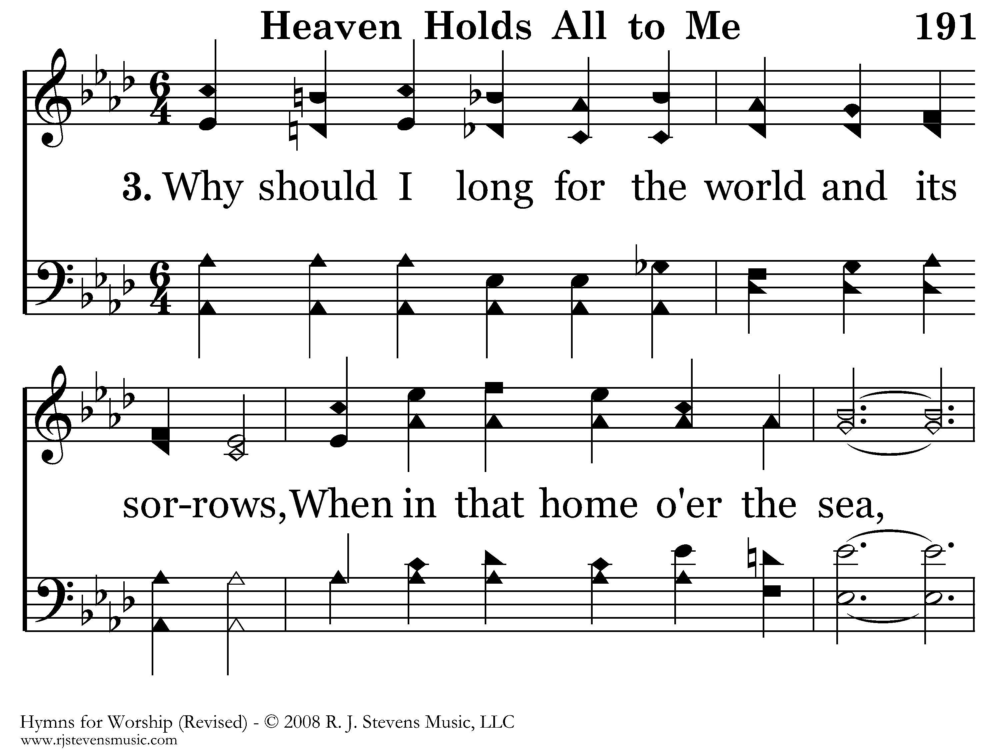 Heaven Holds All to Me 191
3. Why should I long for the world and its
sor-rows, When in that home o'er the sea,
Hymns for Worship (Revised) - © 2008 R. J. Stevens Music, LLC
www.rjstevensmusic.com